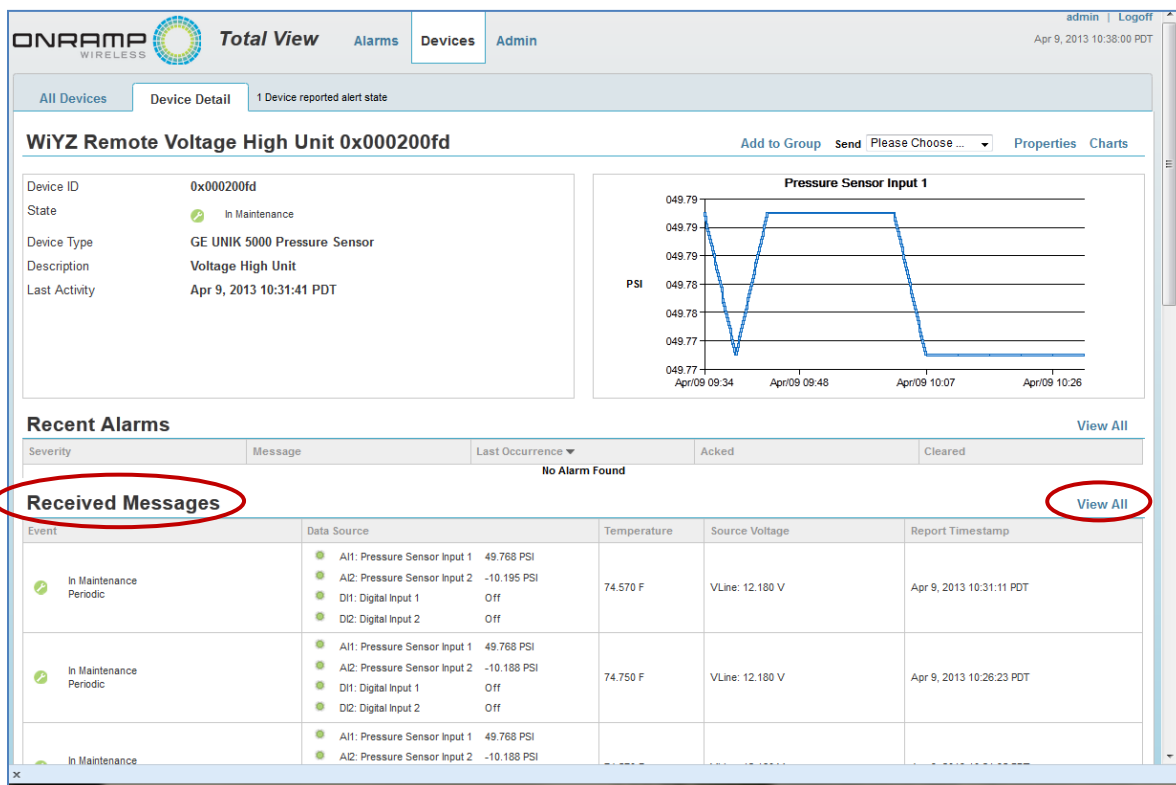 admin | Logoff
ONRAMP WIRELESS Total View Alarms Devices Admin
Apr 9, 2013 10:38:00 PDT
All Devices Device Detail 1 Device reported alert state
WiYZ Remote Voltage High Unit 0x000200fd Add to Group Send Please Choose ... Properties Charts
Device ID 0x000200fd
State In Maintenance
Device Type GE UNIK 5000 Pressure Sensor
Description Voltage High Unit
Last Activity Apr 9, 2013 10:31:41 PDT
Pressure Sensor Input 1
049.79
049.79
049.79
PSI 049.78
049.78
049.77
049.77
Apr/09 09:34 Apr/09 09:48 Apr/09 10:07 Apr/09 10:26
Recent Alarms View All
Severity Message Last Occurrence Acked Cleared
No Alarm Found
Received Messages View All
Event Data Source Temperature Source Voltage Report Timestamp
In Maintenance
Periodic
AI1: Pressure Sensor Input 1 49.768 PSI
AI2: Pressure Sensor Input 2 -10.195 PSI
DI1: Digital Input 1 Off
DI2: Digital Input 2 Off
74.570 F
VLine: 12.180 V
Apr 9, 2013 10:31:11 PDT
In Maintenance
Periodic
AI1: Pressure Sensor Input 1 49.768 PSI
AI2: Pressure Sensor Input 2 -10.188 PSI
DI1: Digital Input 1 Off
DI2: Digital Input 2 Off
74.750 F
VLine: 12.180 V
Apr 9, 2013 10:26:23 PDT
In Maintenance
AI1: Pressure Sensor Input 1 49.768 PSI
AI2: Pressure Sensor Input 2 -10.188 PSI
x